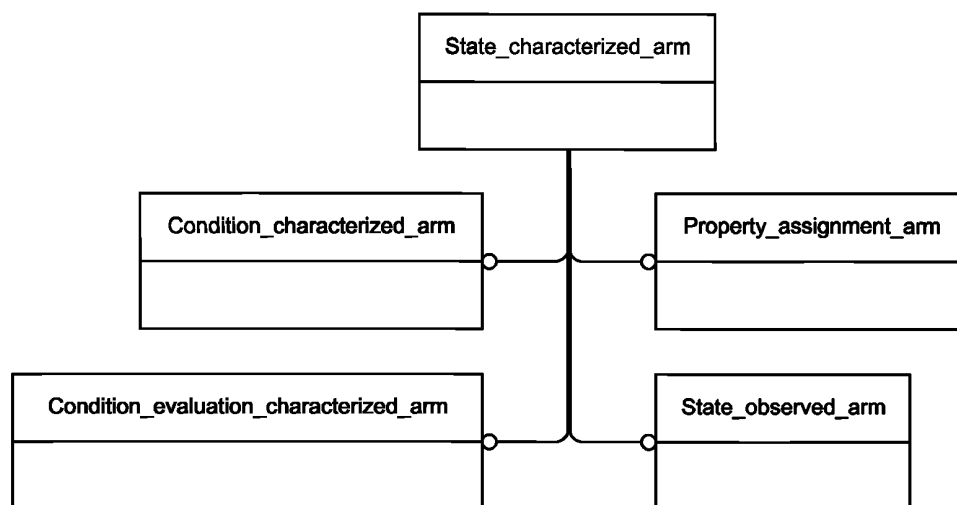 State_characterized_arm
Condition_characterized_arm
Property_assignment_arm
Condition_evaluation_characterized_arm
State_observed_arm